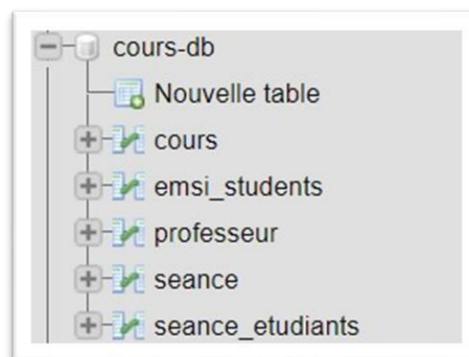 cours-db
Nouvelle table
cours
emsi_students
professeur
seance
seance_etudiants